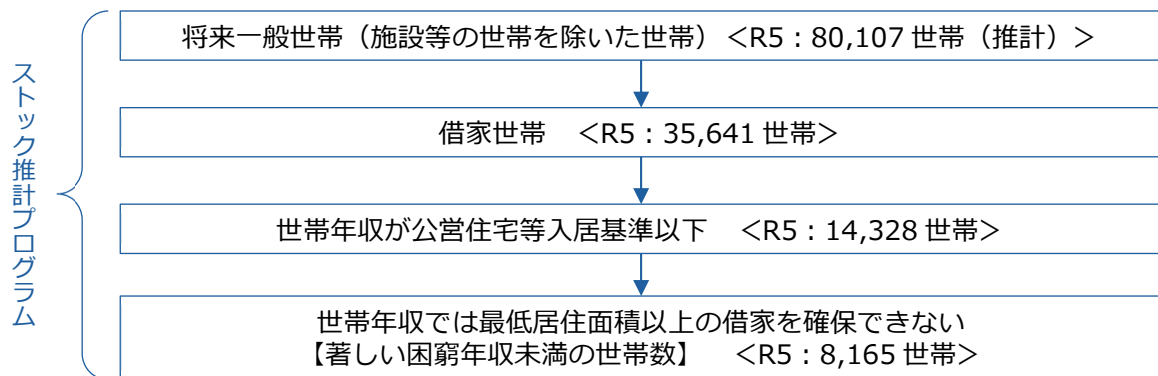 ストック推計プログラム
将来一般世帯（施設等の世帯を除いた世帯）＜R5：80,107 世帯（推計）＞
借家世帯　＜R5：35,641 世帯＞
世帯年収が公営住宅等入居基準以下　＜R5：14,328 世帯＞
世帯年収では最低居住面積以上の借家を確保できない
【著しい困窮年収未満の世帯数】　＜R5：8,165 世帯＞